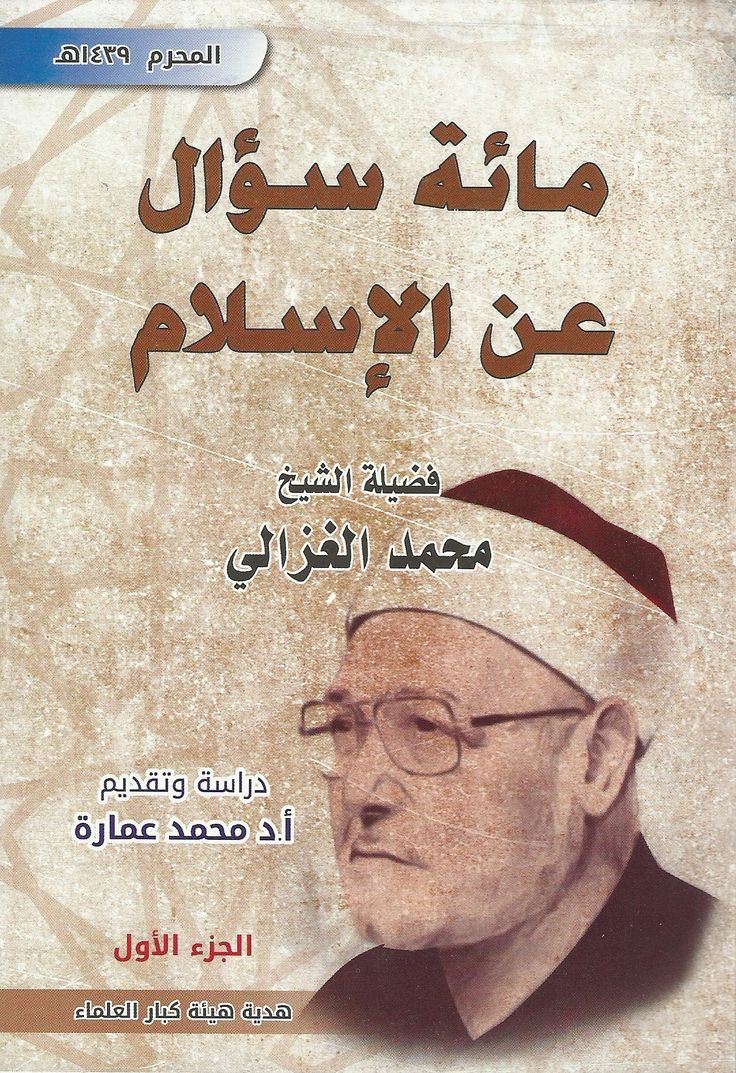 المحرم ١٤٣٩هـ
مائة سؤال
عن الإسلام
فضيلة الشيخ
محمد الغزالي
دراسة وتقديم
أ.د محمد عمارة
الجزء الأول
هدية هيئة كبار العلماء